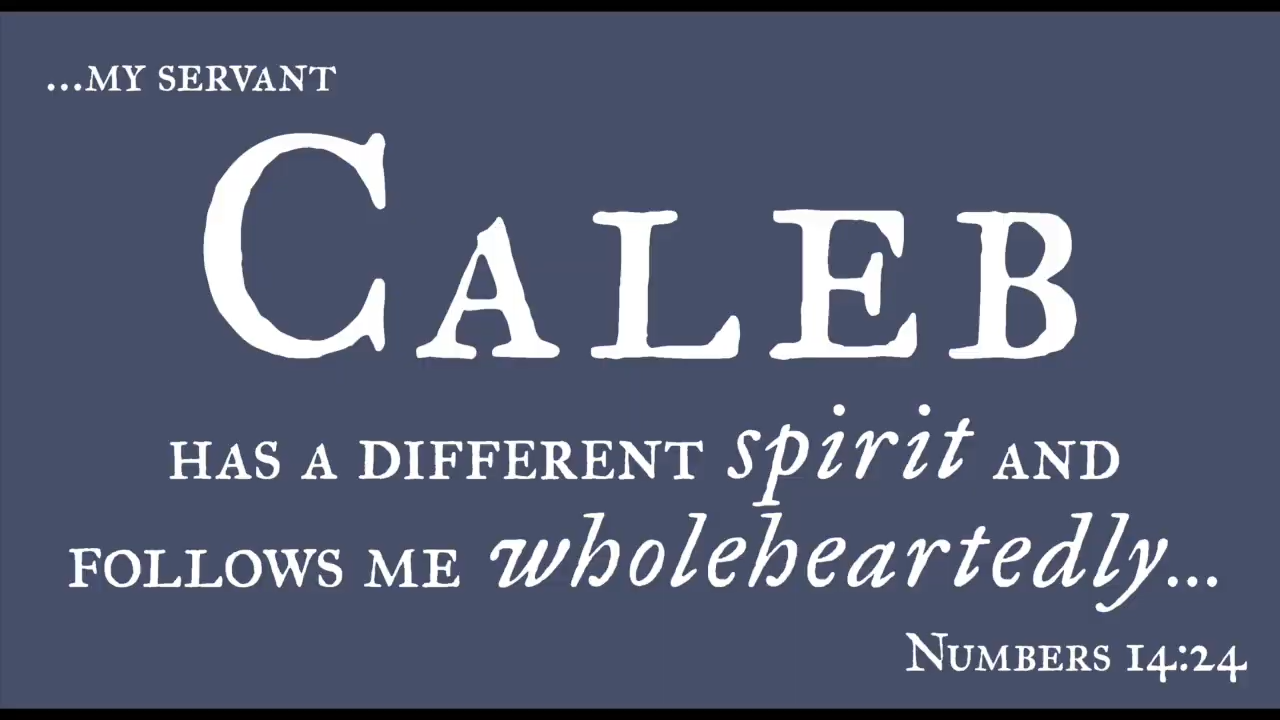 ...MY SERVANT
CALEB
HAS A DIFFERENT spirit AND
FOLLOWS ME wholeheartedly...
NUMBERS 14:24